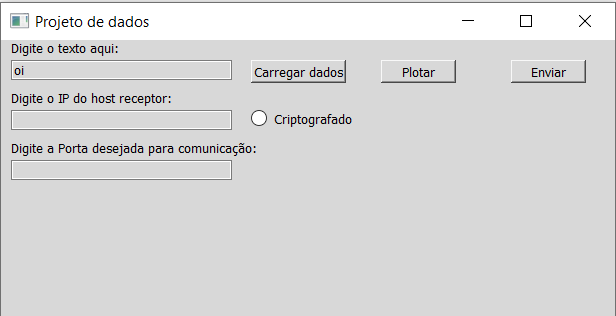 Projeto de dados
Digite o texto aqui:
oi
Carregar dados
Plotar
Enviar
Digite o IP do host receptor:
Criptografado
Digite a Porta desejada para comunicação: